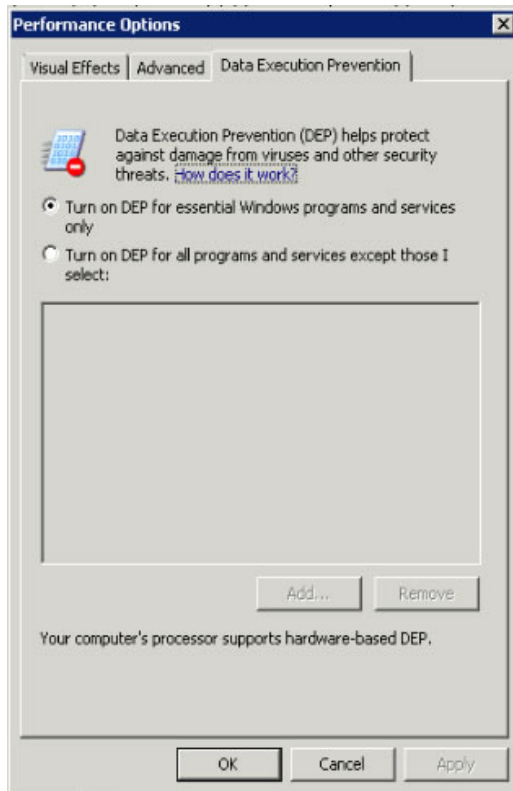 Performance Options
Visual Effects Advanced Data Execution Prevention
Data Execution Prevention (DEP) helps protect
against damage from viruses and other security
threats. How does it work?
Turn on DEP for essential Windows programs and services
only
Turn on DEP for all programs and services except those I
select:
Add... Remove
Your computer's processor supports hardware-based DEP.
OK Cancel Apply